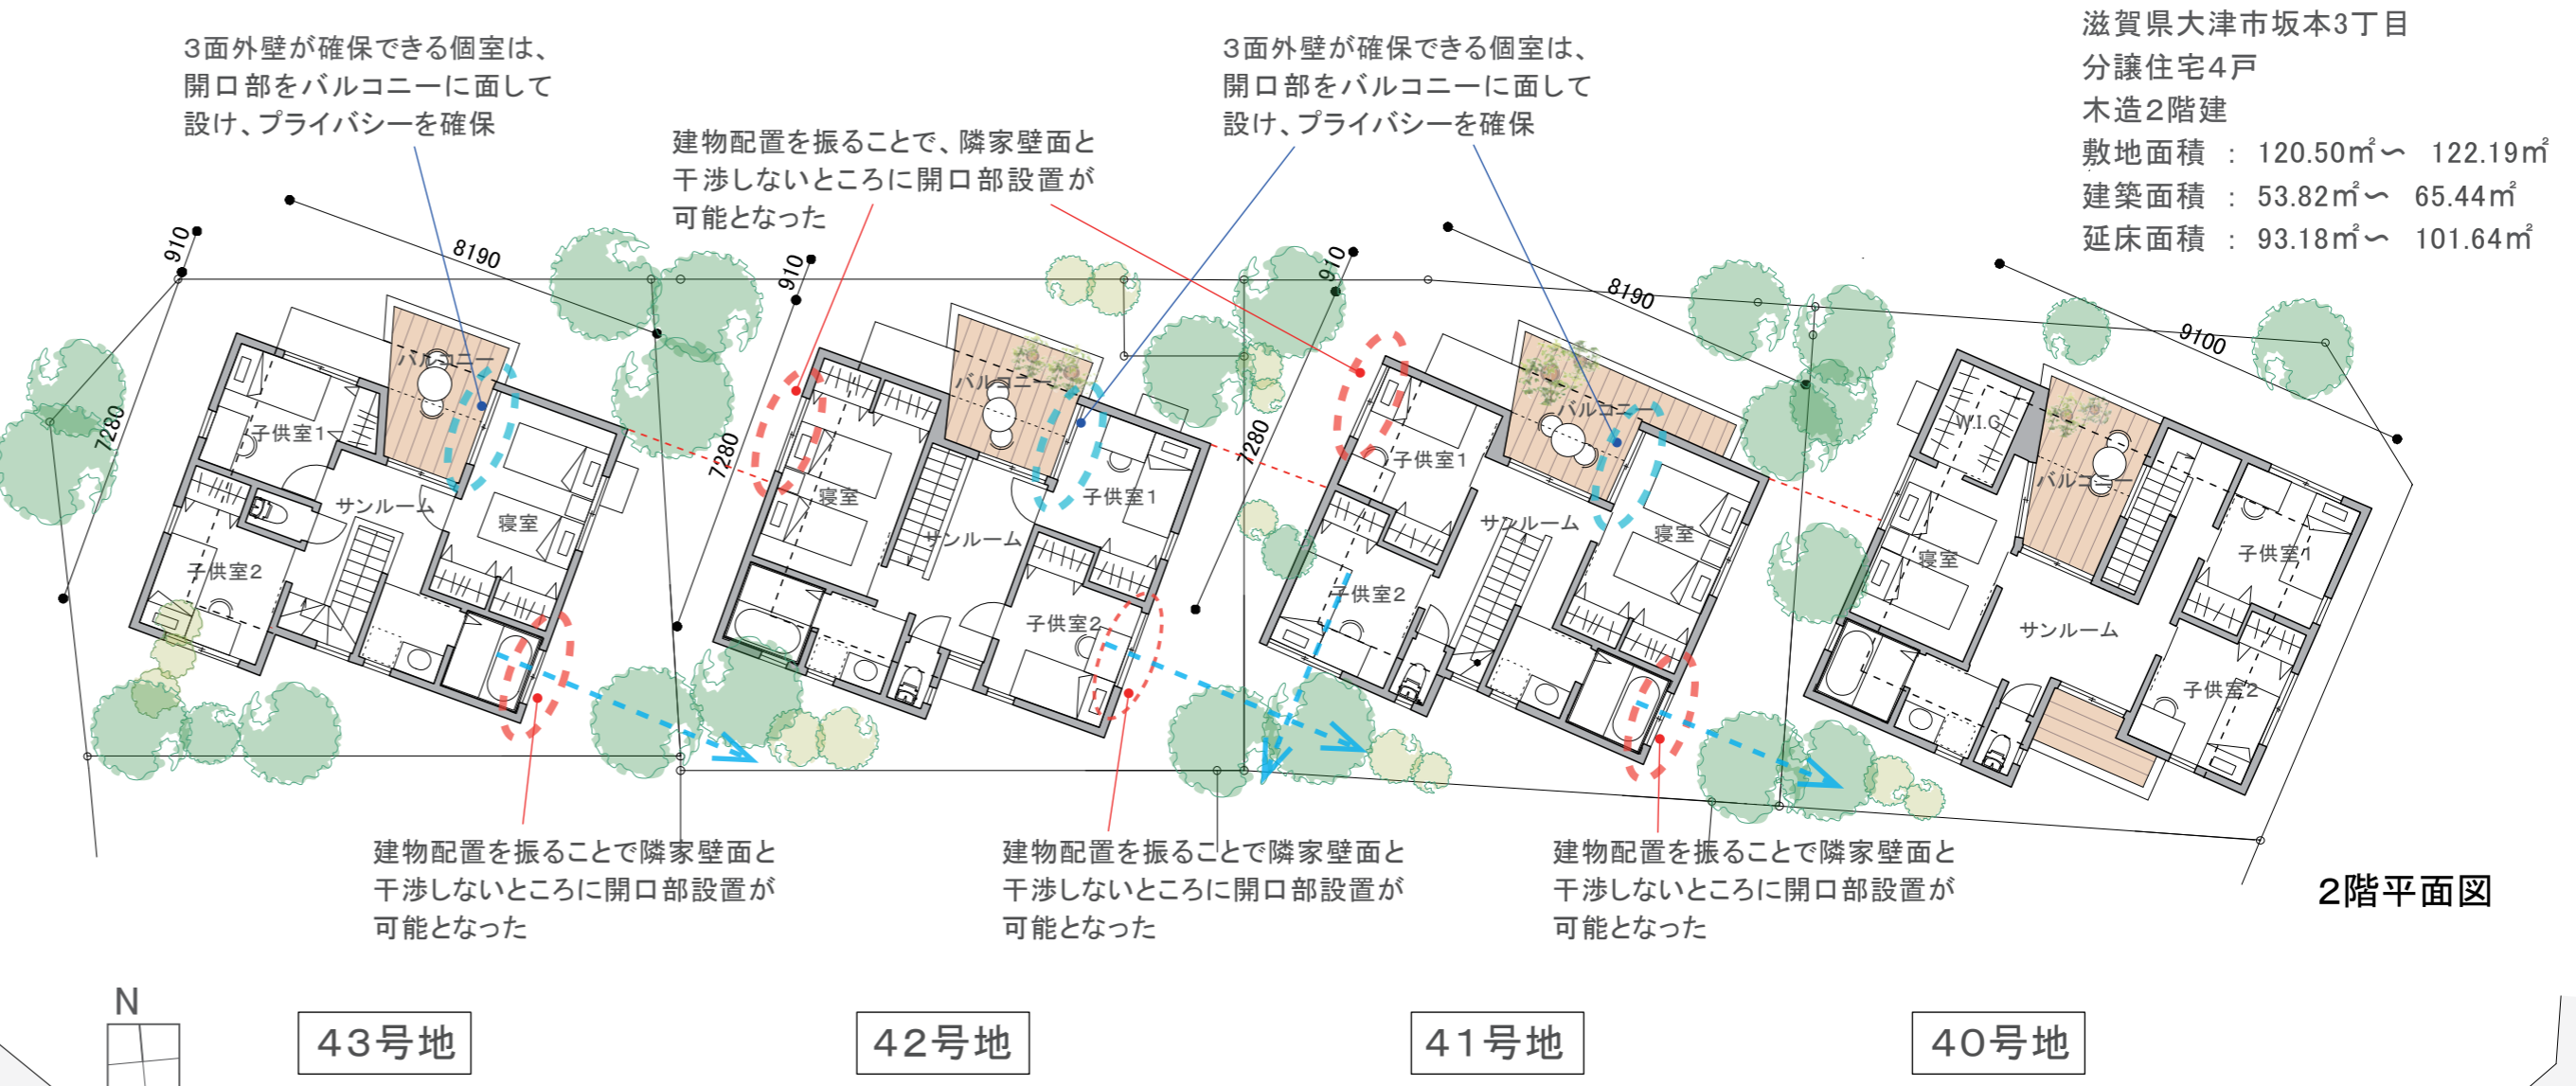 3面外壁が確保できる個室は、
開口部をバルコニーに面して
設け、プライバシーを確保
建物配置を振ることで、隣家壁面と
干渉しないところに開口部設置が
可能となった
3面外壁が確保できる個室は、
開口部をバルコニーに面して
設け、プライバシーを確保
滋賀県大津市坂本3丁目
分譲住宅4戸
木造2階建
敷地面積 : 120.50㎡~ 122.19㎡
建築面積 : 53.82㎡~ 65.44㎡
延床面積 : 93.18㎡~ 101.64㎡
910
8190
7280
バルコニー
子供室1
サンルーム
寝室
子供室2
910
7280
バルコニー
寝室
子供室1
サンルーム
子供室2
910
8190
7280
バルコニー
子供室1
サンルーム
寝室
子供室2
9100
W.I.C
バルコニー
寝室
子供室1
サンルーム
子供室2
建物配置を振ることで隣家壁面と
干渉しないところに開口部設置が
可能となった
建物配置を振ることで隣家壁面と
干渉しないところに開口部設置が
可能となった
建物配置を振ることで隣家壁面と
干渉しないところに開口部設置が
可能となった
2階平面図
N
43号地
42号地
41号地
40号地